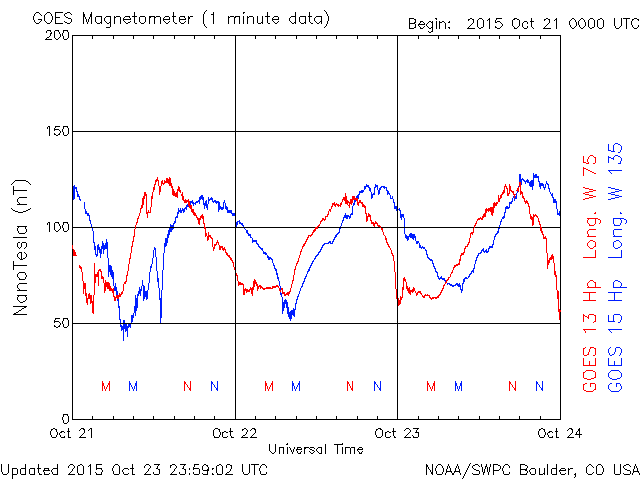 GOES Magnetometer (1 minute data)
Begin: 2015 Oct 21 0000 UTC
200
150
100
50
0
NanoTesla (nT)
M M N N M M N N M M N N
Oct 21 Oct 22 Oct 23 Oct 24
Universal Time
GOES 13 Hp Long. W 75
GOES 15 Hp Long. W 135
Updated 2015 Oct 23 23:59:02 UTC
NOAA/SWPC Boulder, CO USA